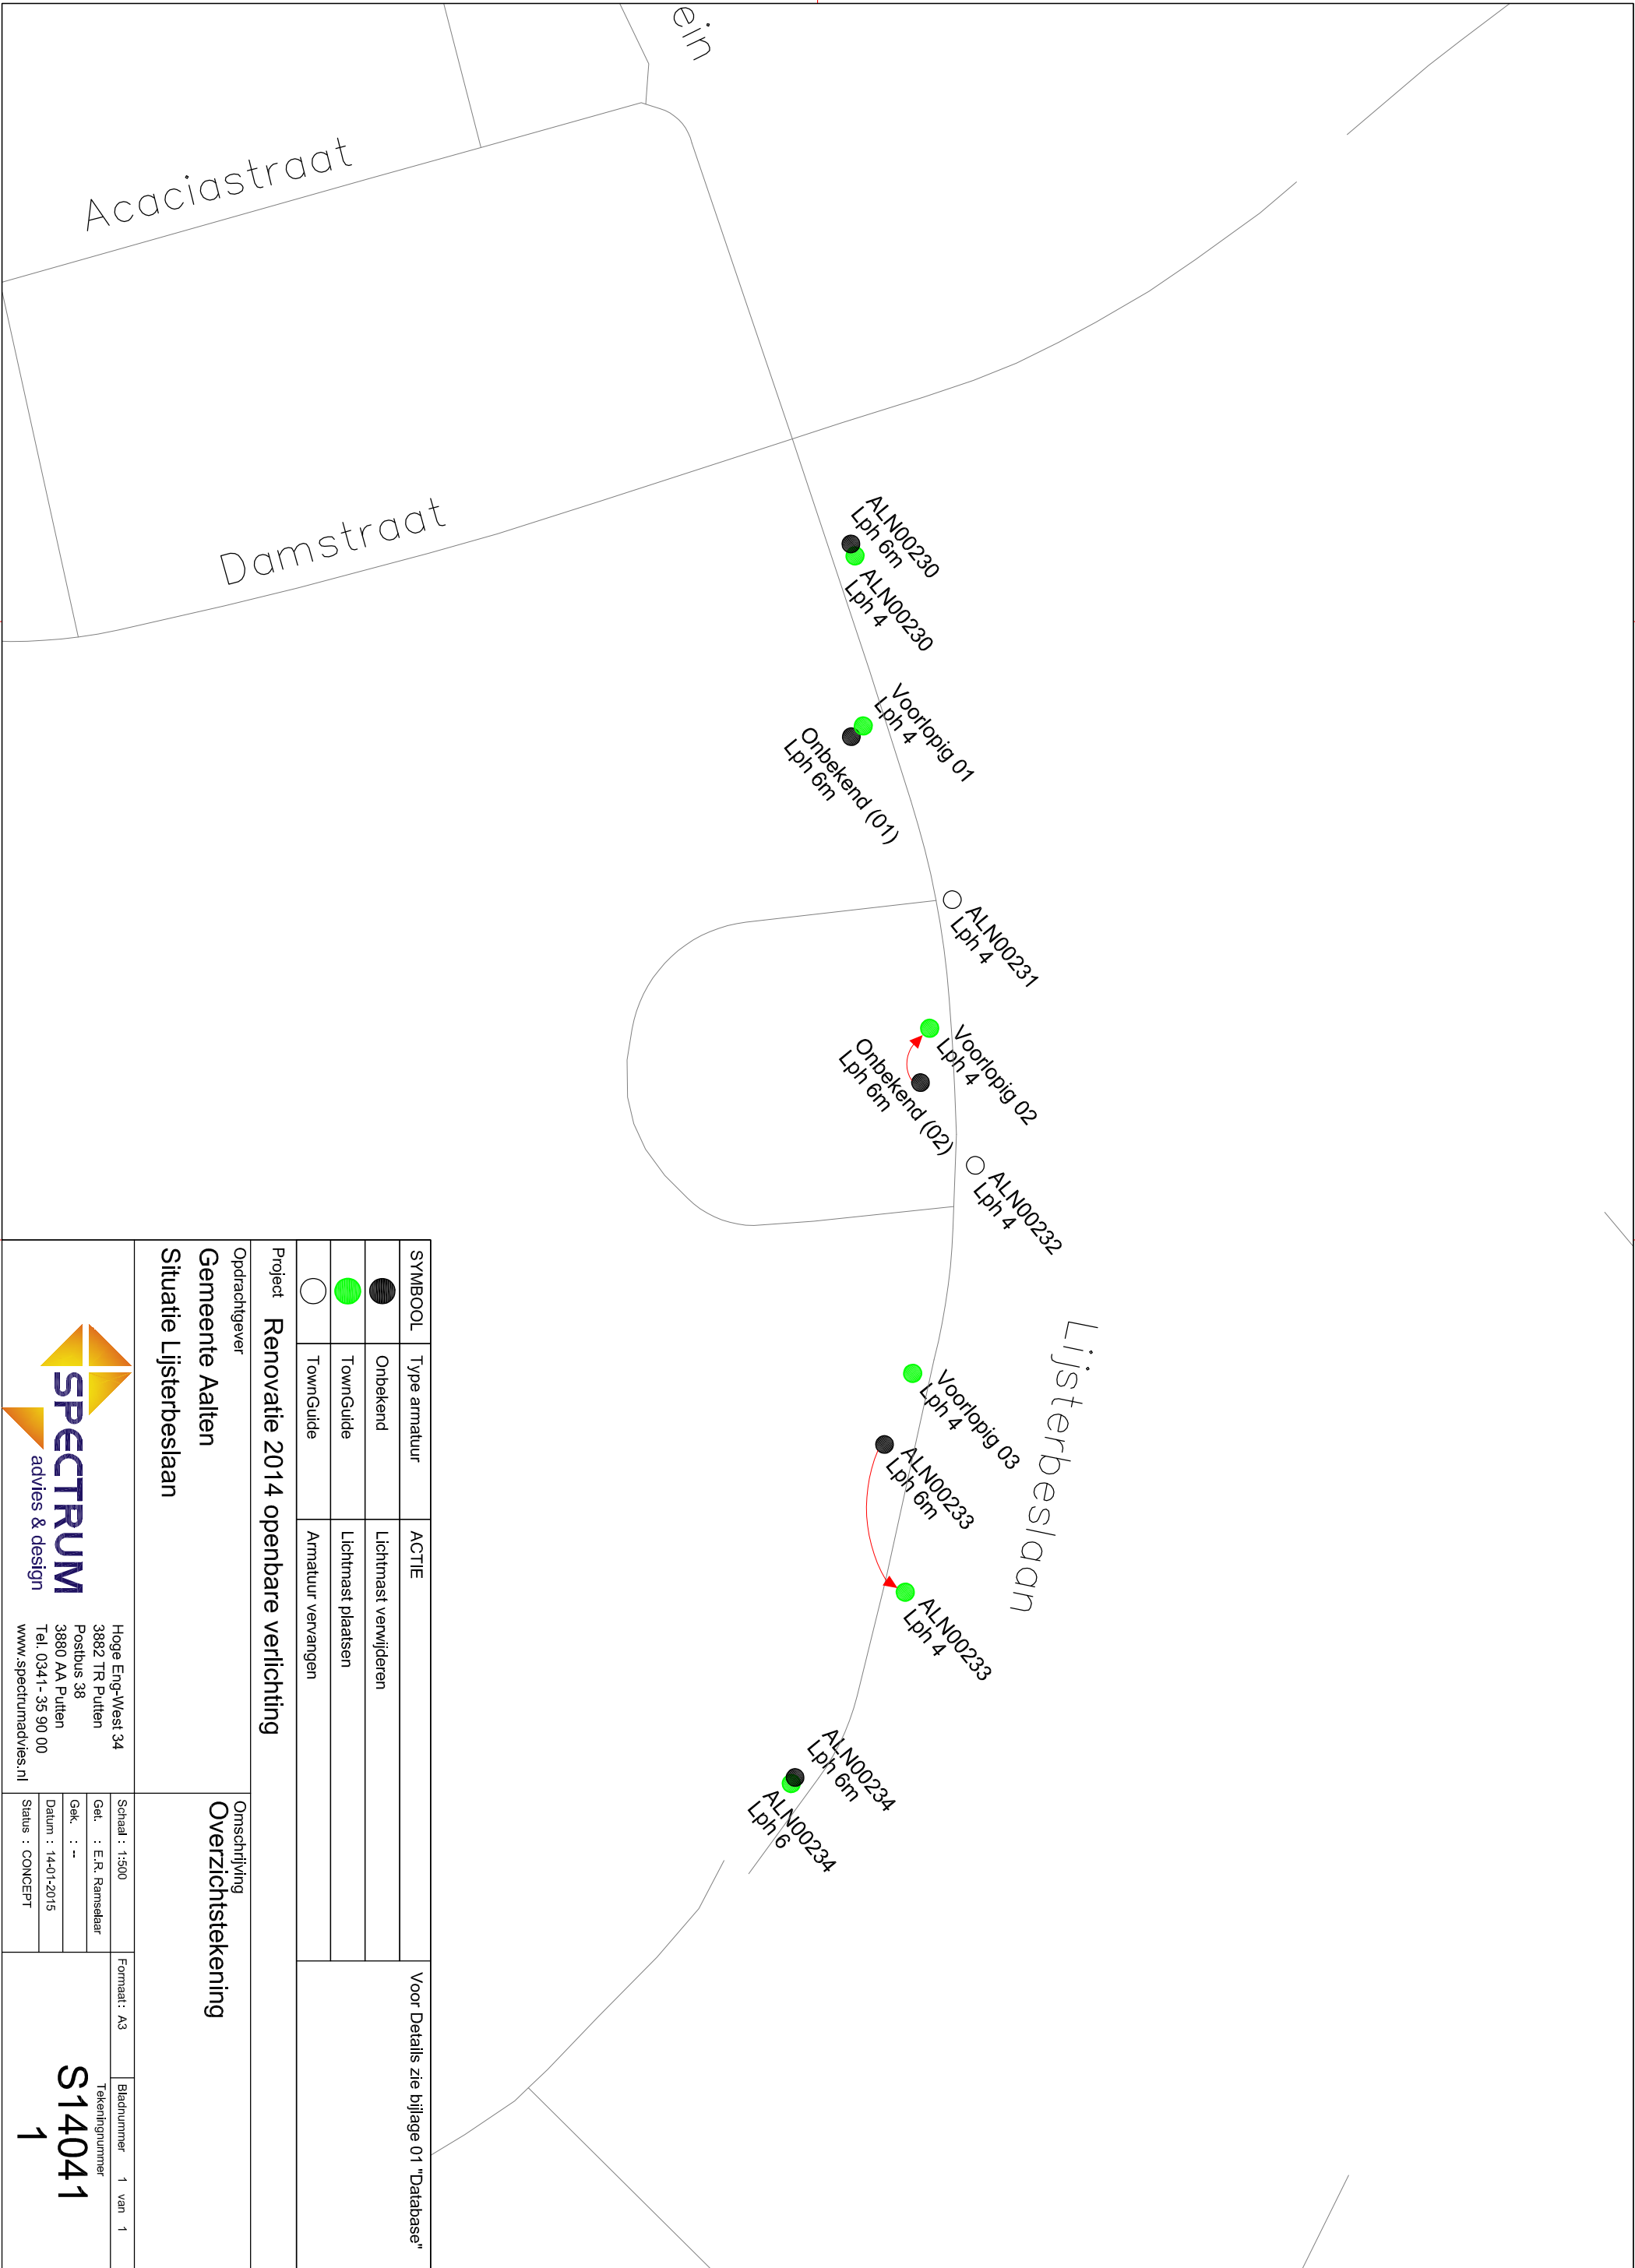 ein
Acaciastraat
Damstraat
Lijsterbeslaan
ALN00230
Lph 6m
ALN00230
Lph 4
Voorlopig 01
Lph 4
Onbekend (01)
Lph 6m
ALN00231
Lph 4
Voorlopig 02
Lph 4
Onbekend (02)
Lph 6m
ALN00232
Lph 4
Voorlopig 03
Lph 4
ALN00233
Lph 6m
ALN00233
Lph 4
ALN00234
Lph 6m
ALN00234
Lph 6
SYMBOOL Type armatuur ACTIE
Voor Details zie bijlage 01 "Database"
Onbekend Lichtmast verwijderen
TownGuide Lichtmast plaatsen
TownGuide Armatuur vervangen
Project Renovatie 2014 openbare verlichting
Opdrachtgever
Gemeente Aalten
Situatie Lijsterbeslaan
Omschrijving
Overzichtstekening
SPECTRUM
advies & design
Hoge Eng-West 34
3882 TR Putten
Postbus 38
3880 AA Putten
Tel. 0341- 35 90 00
www.spectrumadvies.nl
Schaal : 1:500
Get. : E.R. Ramselaar
Gek. : --
Datum : 14-01-2015
Status : CONCEPT
Formaat : A3
Bladnummer 1 van 1
Tekeningnummer
S14041
1